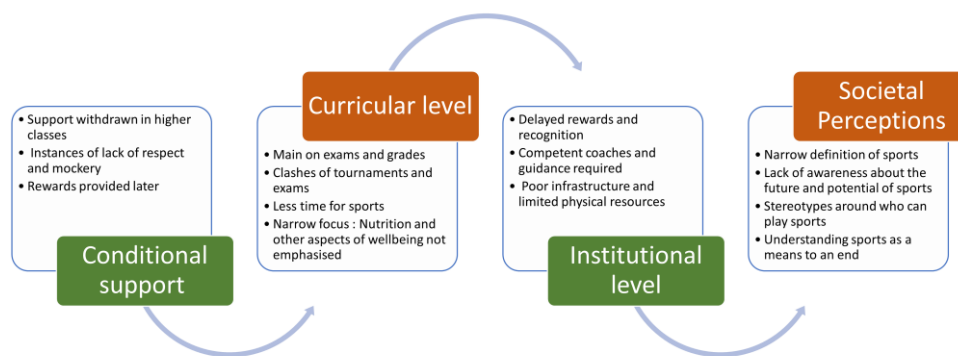 • Support withdrawn in higher
classes
• Instances of lack of respect
and mockery
• Rewards provided later
Conditional
support
Curricular level
• Main on exams and grades
• Clashes of tournaments and
exams
• Less time for sports
• Narrow focus : Nutrition and
other aspects of wellbeing not
emphasised
• Delayed rewards and
recognition
• Competent coaches and
guidance required
• Poor infrastructure and
limited physical resources
Institutional
level
Societal
Perceptions
• Narrow definition of sports
• Lack of awareness about the
future and potential of sports
• Stereotypes around who can
play sports
• Understanding sports as a
means to an end